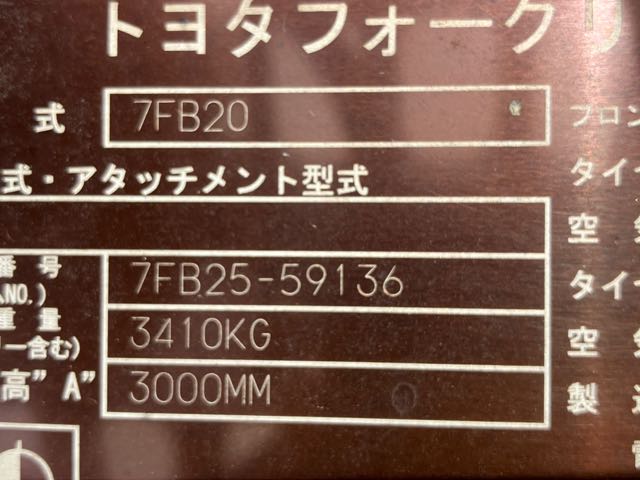 トヨタフォークリ
式 7FB20 フロン
式・アタッチメント型式 タイ
空
番号 7FB25-59136 タイ
NO.)
重量 3410KG 空
ー含む)
高"A" 3000MM 製